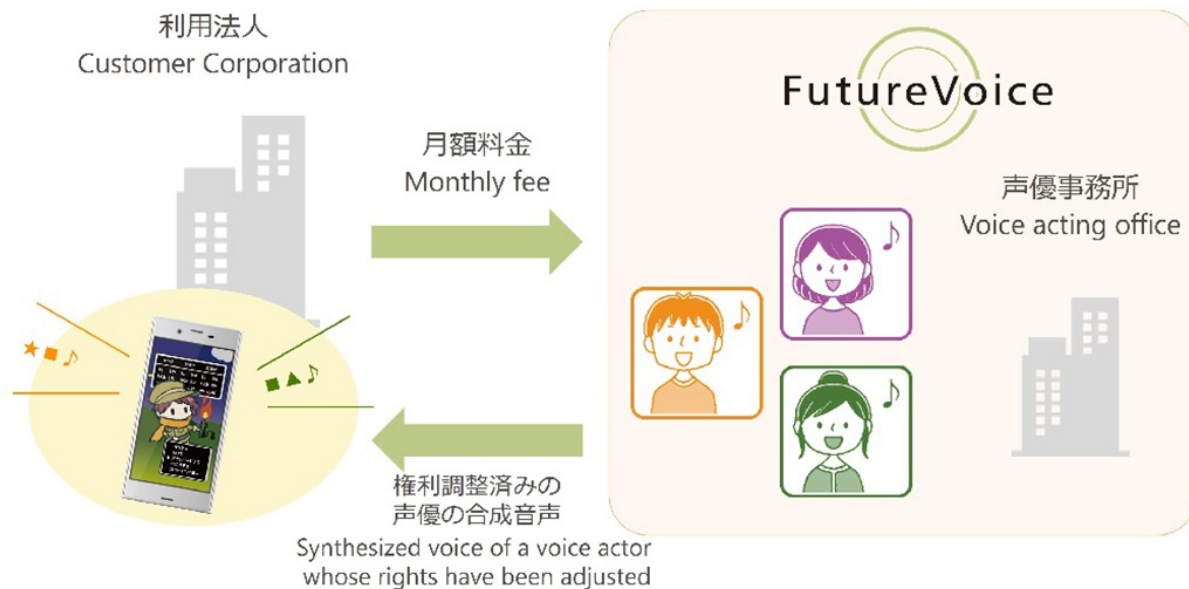 利用法人
Customer Corporation
FutureVoice
月額料金
Monthly fee
声優事務所
Voice acting office
権利調整済みの
声優の合成音声
Synthesized voice of a voice actor
whose rights have been adjusted